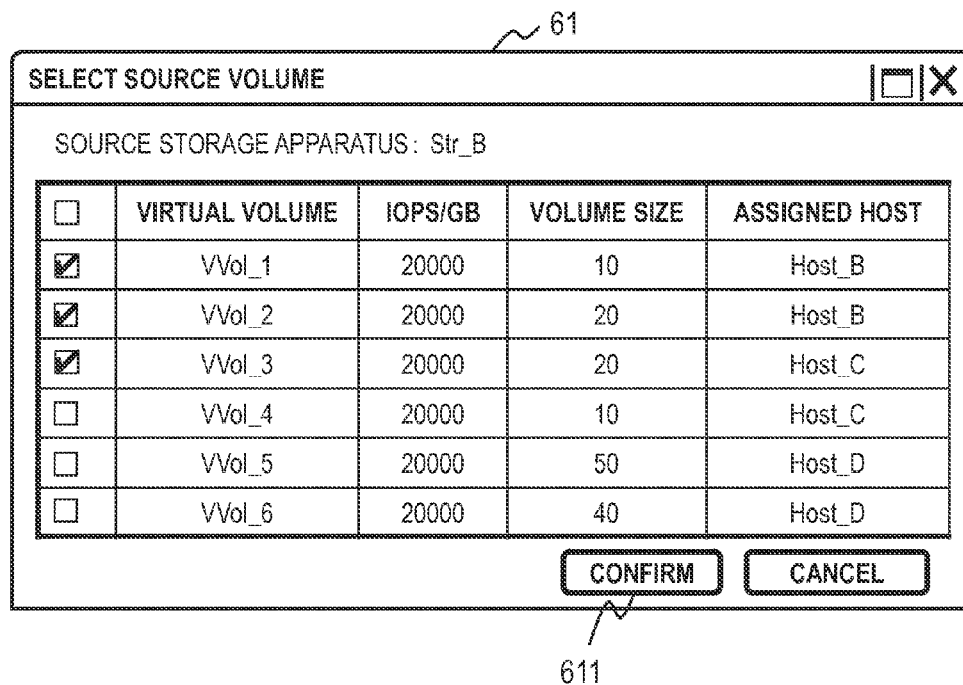 61
SELECT SOURCE VOLUME
SOURCE STORAGE APPARATUS : Str_B
VIRTUAL VOLUME IOPS/GB VOLUME SIZE ASSIGNED HOST
VVol_1 20000 10 Host_B
VVol_2 20000 20 Host_B
VVol_3 20000 20 Host_C
VVol_4 20000 10 Host_C
VVol_5 20000 50 Host_D
VVol_6 20000 40 Host_D
CONFIRM CANCEL
611